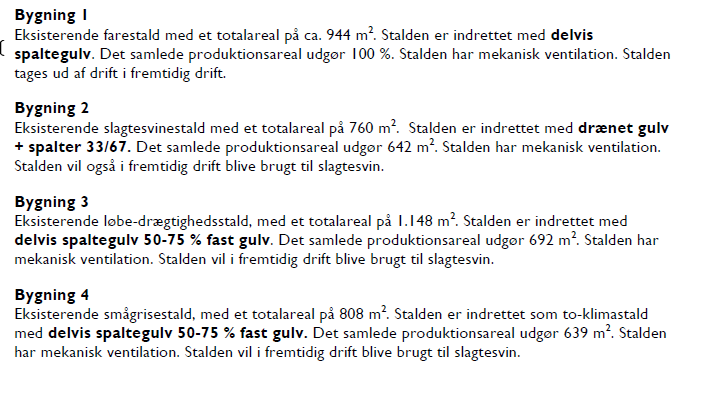 Bygning 1
Eksisterende farestald med et totalareal på ca. 944 m². Stalden er indrettet med delvis
spaltegulv. Det samlede produktionsareal udgør 100 %. Stalden har mekanisk ventilation. Stalden
tages ud af drift i fremtidig drift.
Bygning 2
Eksisterende slagtesvinestald med et totalareal på 760 m². Stalden er indrettet med drænet gulv
+ spalter 33/67. Det samlede produktionsareal udgør 642 m². Stalden har mekanisk ventilation.
Stalden vil også i fremtidig drift blive brugt til slagtesvin.
Bygning 3
Eksisterende løbe-drægtighedsstald, med et totalareal på 1.148 m². Stalden er indrettet med
delvis spaltegulv 50-75 % fast gulv. Det samlede produktionsareal udgør 692 m². Stalden har
mekanisk ventilation. Stalden vil i fremtidig drift blive brugt til slagtesvin.
Bygning 4
Eksisterende smågrisestald, med et totalareal på 808 m². Stalden er indrettet som to-klimastald
med delvis spaltegulv 50-75 % fast gulv. Det samlede produktionsareal udgør 639 m². Stalden
har mekanisk ventilation. Stalden vil i fremtidig drift blive brugt til slagtesvin.